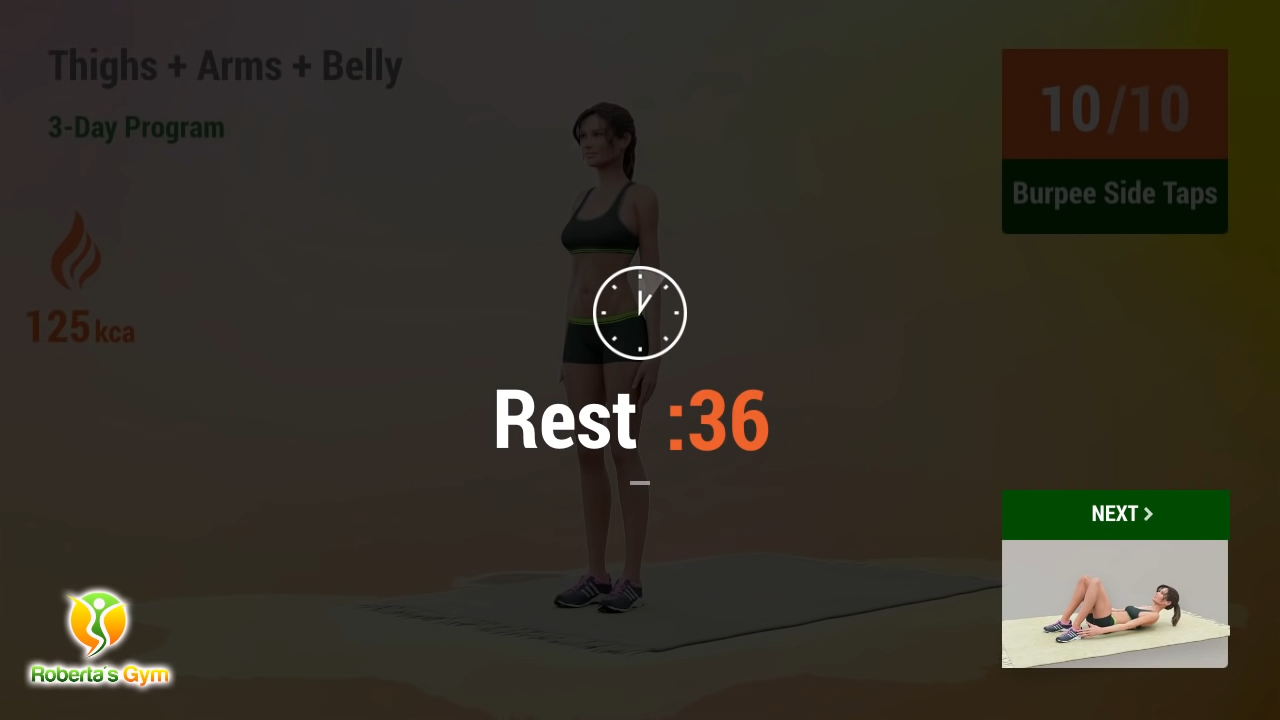 Thighs + Arms + Belly
3-Day Program
10/10
Burpee Side Taps
125 kca
Rest :36
NEXT >
Roberta's Gym